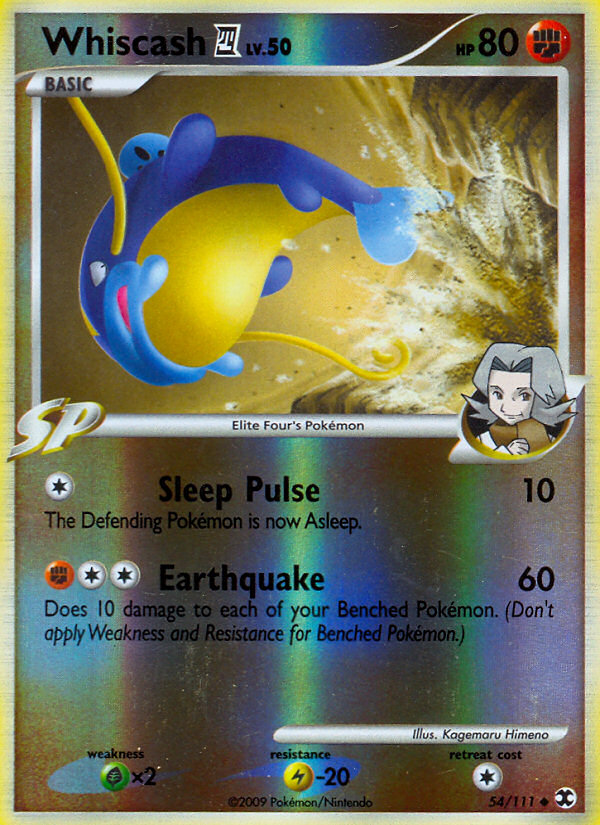 Whiscash LV.50 HP 80
BASIC
SP
Elite Four's Pokémon
Sleep Pulse 10
The Defending Pokémon is now Asleep.
Earthquake 60
Does 10 damage to each of your Benched Pokémon. (Don't
apply Weakness and Resistance for Benched Pokémon.)
Illus. Kagemaru Himeno
weakness resistance retreat cost
×2 -20
©2009 Pokémon/Nintendo 54/111